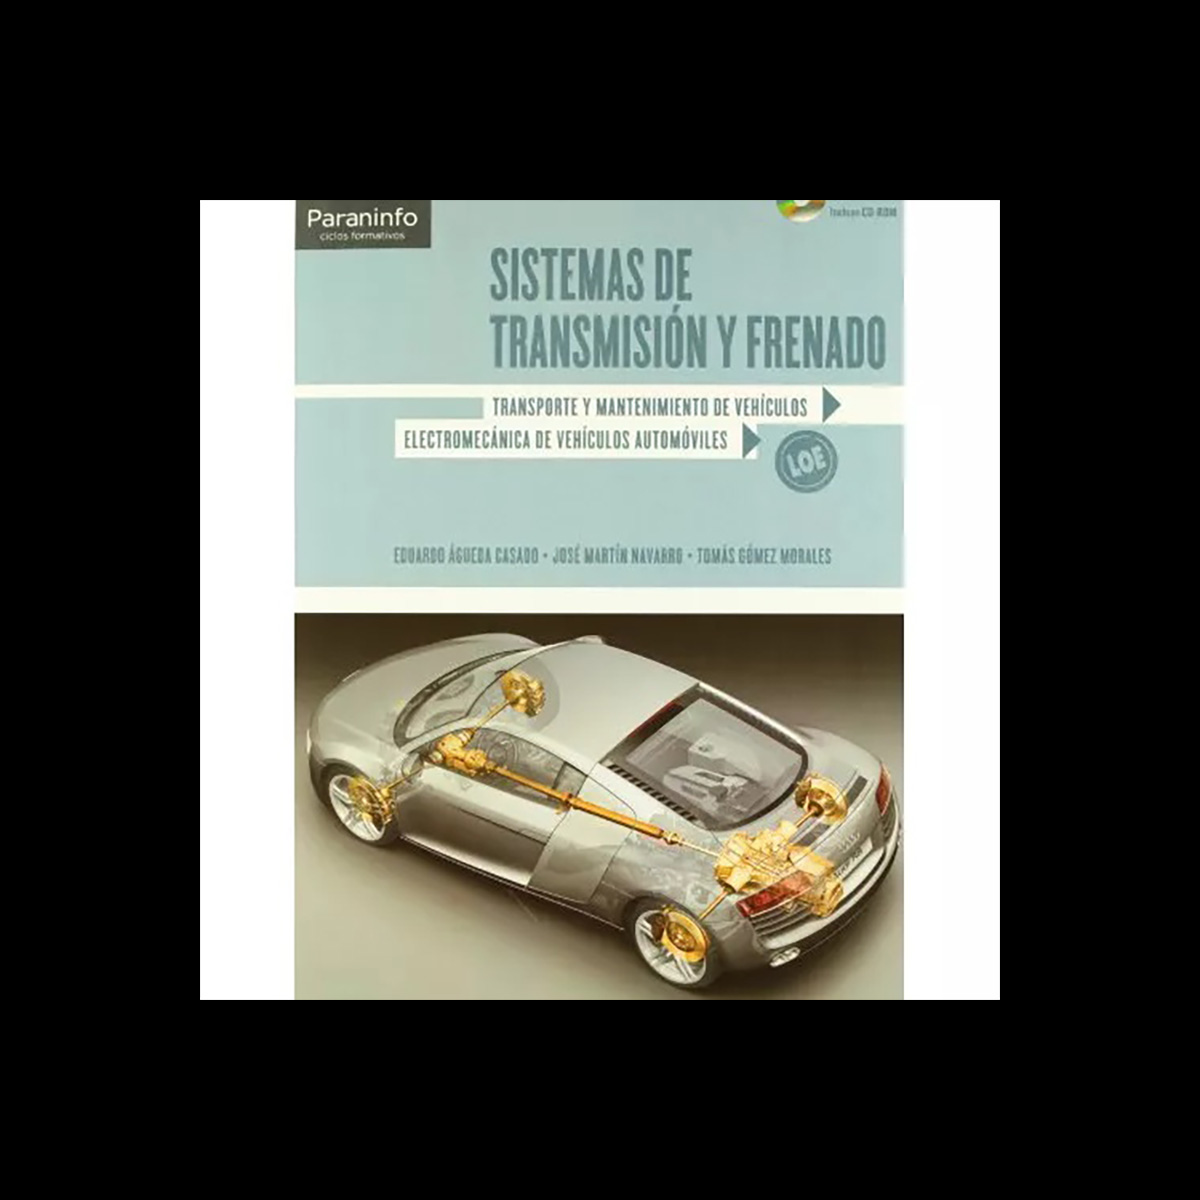 Paraninfo
ciclos formativos
Incluye CD-ROM
SISTEMAS DE
TRANSMISIÓN Y FRENADO
TRANSPORTE Y MANTENIMIENTO DE VEHÍCULOS
ELECTROMECÁNICA DE VEHÍCULOS AUTOMÓVILES
LOE
EDUARDO ÁGUEDA CASADO • JOSÉ MARTÍN NAVARRO • TOMÁS GÓMEZ MORALES